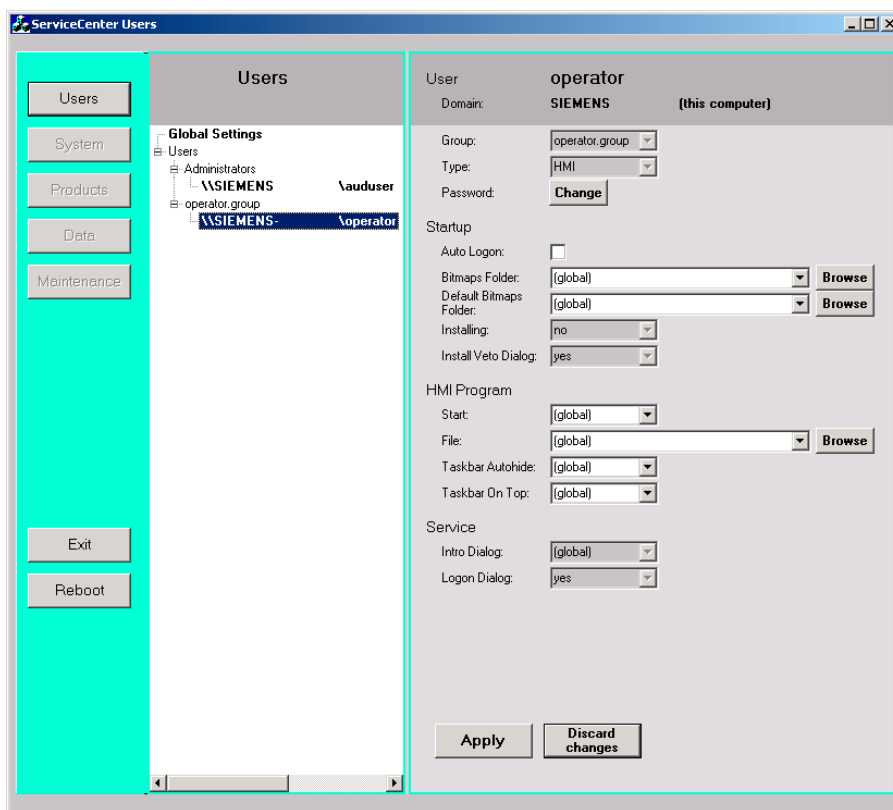 ServiceCenter Users
Users
System
Products
Data
Maintenance
Exit
Reboot
Users
Global Settings
Users
Administrators
\\SIEMENS \auduser
operator.group
\\SIEMENS- \operator
User operator
Domain: SIEMENS (this computer)
Group: operator.group
Type: HMI
Password: Change
Startup
Auto Logon:
Bitmaps Folder: (global) Browse
Default Bitmaps
Folder: (global) Browse
Installing: no
Install Veto Dialog: yes
HMI Program
Start: (global)
File: (global) Browse
Taskbar Autohide: (global)
Taskbar On Top: (global)
Service
Intro Dialog: (global)
Logon Dialog: yes
Apply
Discard
changes